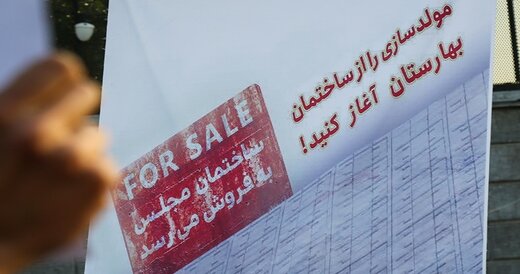 مولدسازی را از ساختمان
بهارستان آغاز کنید!
FOR SALE
ساختمان مجلس
به فروش می رسد